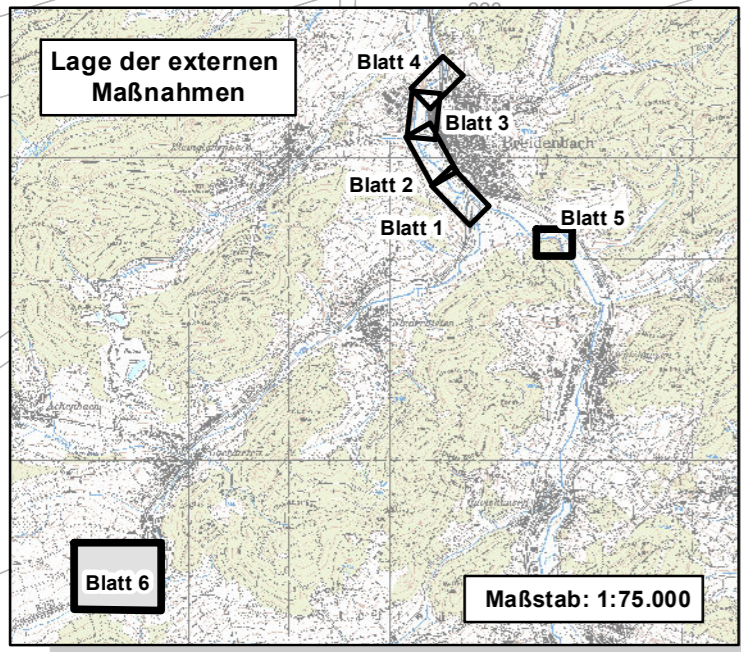 Lage der externen
Maßnahmen
Blatt 4
Blatt 3
Breidenbach
Blatt 2
Blatt 1
Blatt 5
Blatt 6
Maßstab: 1:75.000